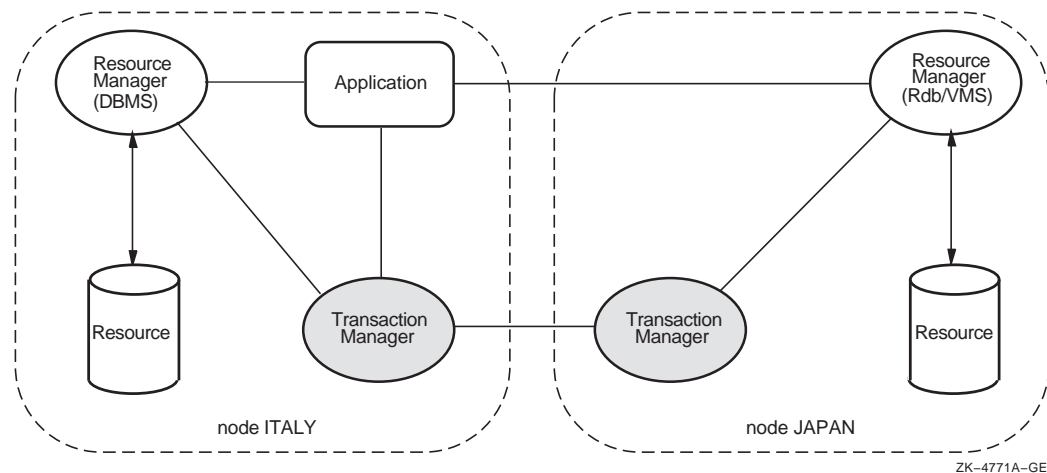 Resource
Manager
(DBMS)
Application
Resource
Manager
(Rdb/VMS)
Resource
Transaction
Manager
Transaction
Manager
Resource
node ITALY
node JAPAN
ZK–4771A–GE